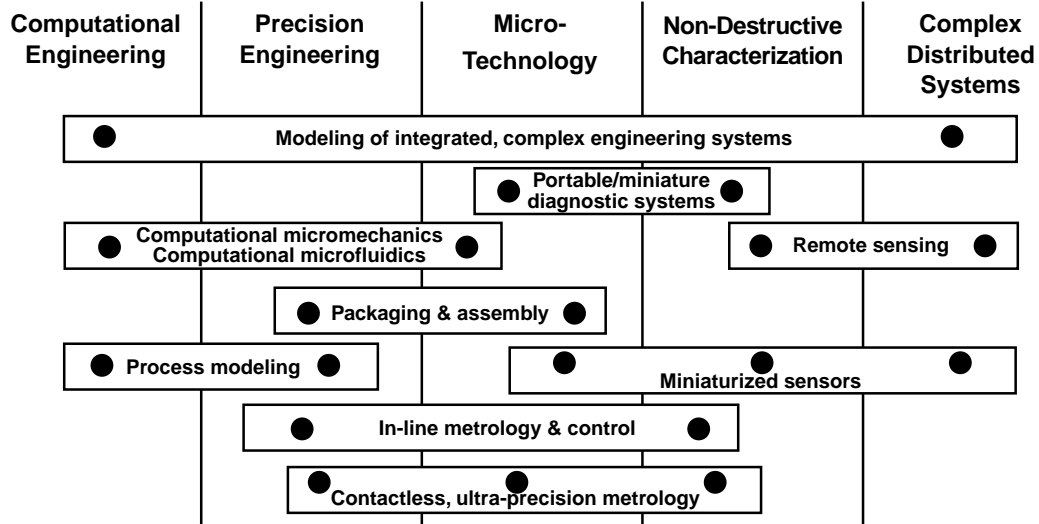 Computational
Engineering
Precision
Engineering
Micro-
Technology
Non-Destructive
Characterization
Complex
Distributed
Systems
Modeling of integrated, complex engineering systems
Portable/miniature
diagnostic systems
Computational micromechanics
Computational microfluidics
Remote sensing
Packaging & assembly
Process modeling
Miniaturized sensors
In-line metrology & control
Contactless, ultra-precision metrology